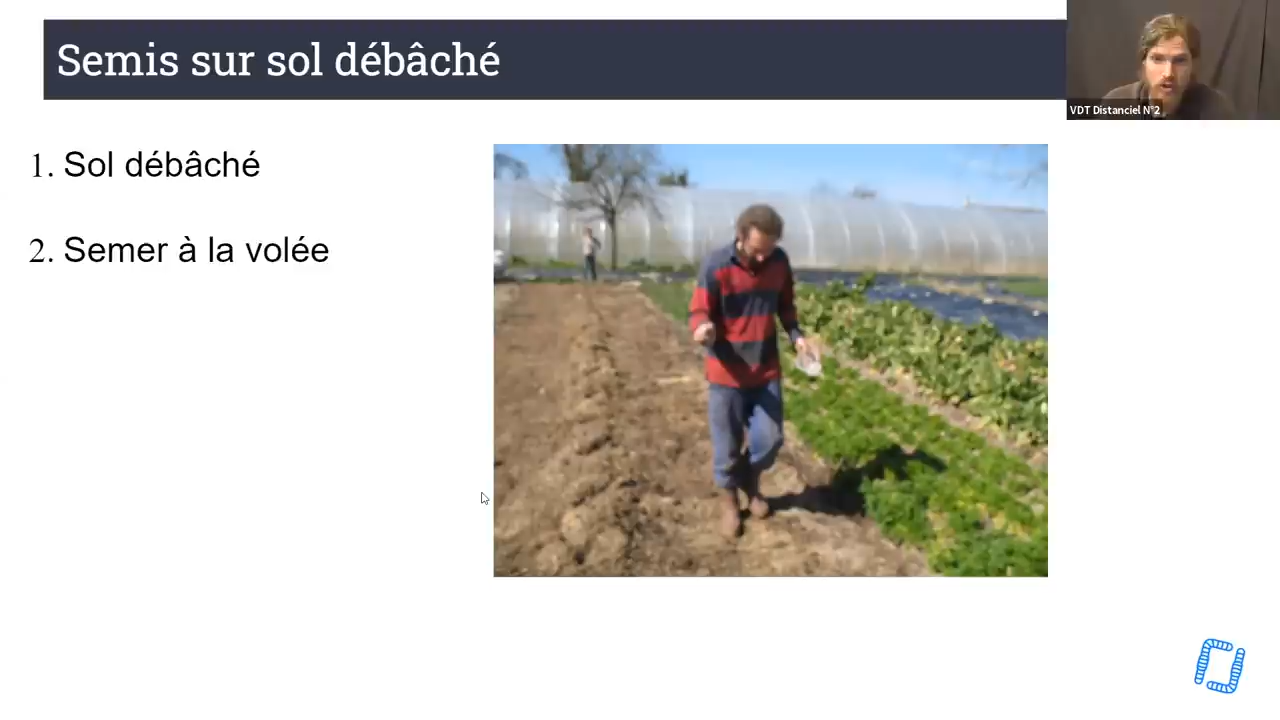 Semis sur sol débâché
VDT Distanciel N°2
1. Sol débâché
2. Semer à la volée